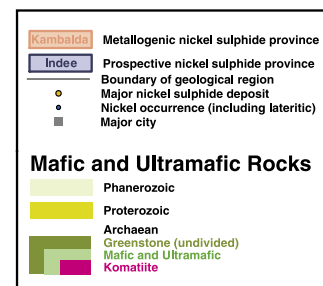 Kambalda Metallogenic nickel sulphide province
Indee Prospective nickel sulphide province
Boundary of geological region
Major nickel sulphide deposit
Nickel occurrence (including lateritic)
Major city
Mafic and Ultramafic Rocks
Phanerozoic
Proterozoic
Archaean
Greenstone (undivided)
Mafic and Ultramafic
Komatiite